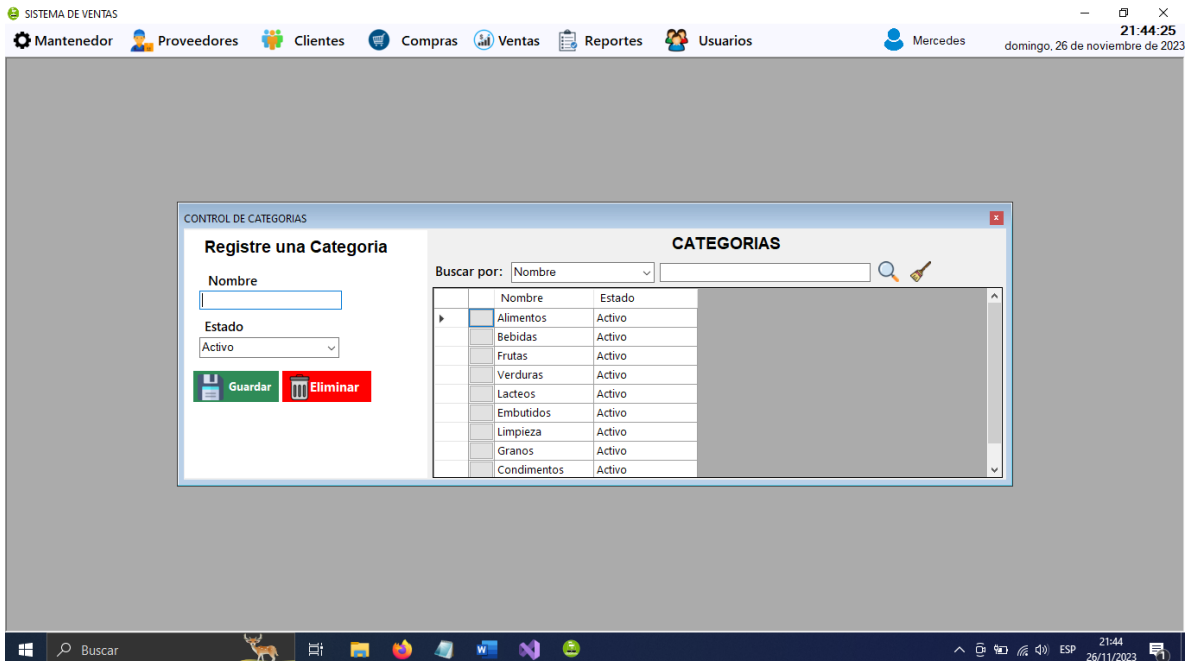 SISTEMA DE VENTAS
Mantenedor Proveedores Clientes Compras Ventas Reportes Usuarios Mercedes
21:44:25
domingo, 26 de noviembre de 2023
CONTROL DE CATEGORIAS x
Registre una Categoria
Nombre
Estado
Activo
Guardar Eliminar
CATEGORIAS
Buscar por: Nombre
Nombre Estado
Alimentos Activo
Bebidas Activo
Frutas Activo
Verduras Activo
Lacteos Activo
Embutidos Activo
Limpieza Activo
Granos Activo
Condimentos Activo
Buscar
ESP
21:44
26/11/2023